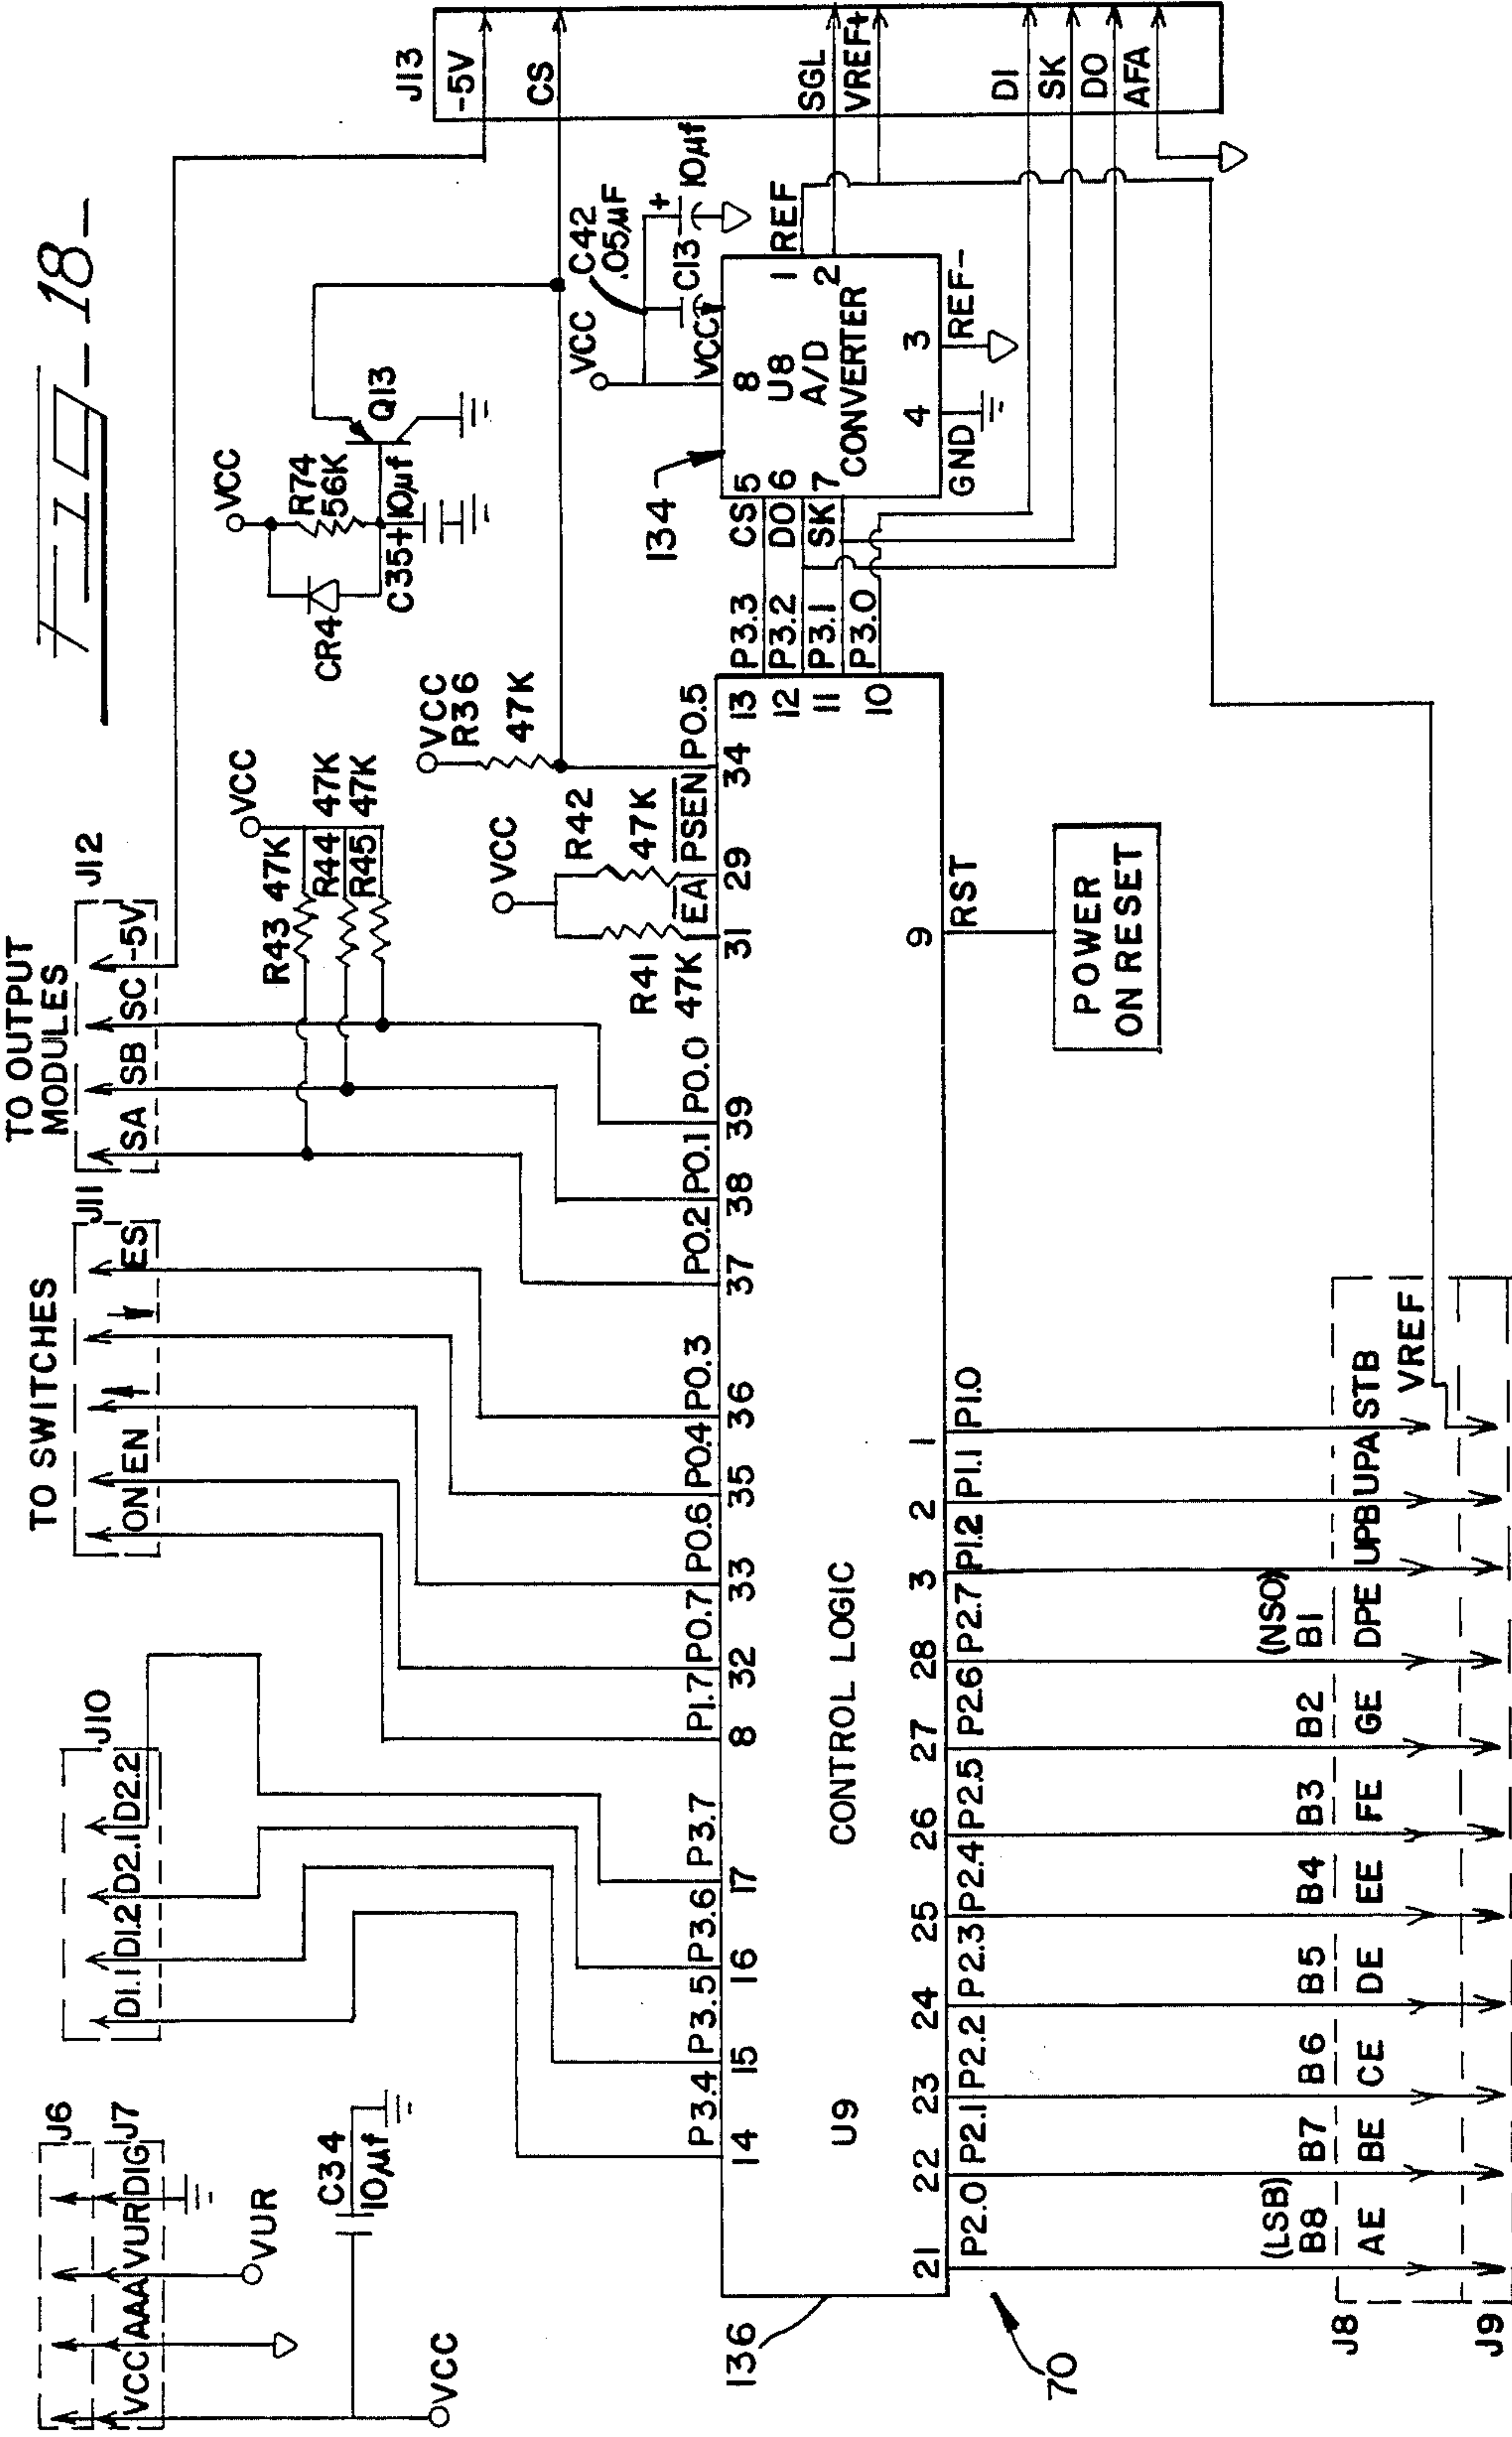 FIG-18-
TO OUTPUT
MODULES
J12
SA SB SC -5V
TO SWITCHES
J11
ON EN ES
J10
D1.1 D1.2 D2.1 D2.2
J6
J7
VCC AAA VUR DIG
VUR
VCC
C34
10µf
VCC
R43 47K
R44 47K
R45 47K
VCC
R36
47K
VCC
R41
47K
R42
47K
VCC
R74
56K
CR4
C35 + 10µf
Q13
J13
-5V
CS
SGL
VREF+
DI
SK
DO
AFA
VCC
C42
.05µF
C13
+
10µf
VCC
134
8
U8
A/D
CONVERTER
1 REF
2
3 REF-
4 GND
CS 5
DO 6
SK 7
P3.3
P3.2
P3.1
P3.0
13
12
11
10
P3.4 P3.5 P3.6 P3.7
14 15 16 17
P1.7 P0.7 P0.6 P0.4 P0.3
8 32 33 35 36
P0.2 P0.1 P0.0
37 38 39
EA PSEN P0.5
31 29 34
U9
CONTROL LOGIC
9
RST
POWER
ON RESET
136
70
21 22 23 24 25 26 27 28 3 2 1
P2.0 P2.1 P2.2 P2.3 P2.4 P2.5 P2.6 P2.7 P1.2 P1.1 P1.0
(LSB) (NSO)
B8 B7 B6 B5 B4 B3 B2 B1
J8
AE BE CE DE EE FE GE DPE UPB UPA STB
VREF
J9